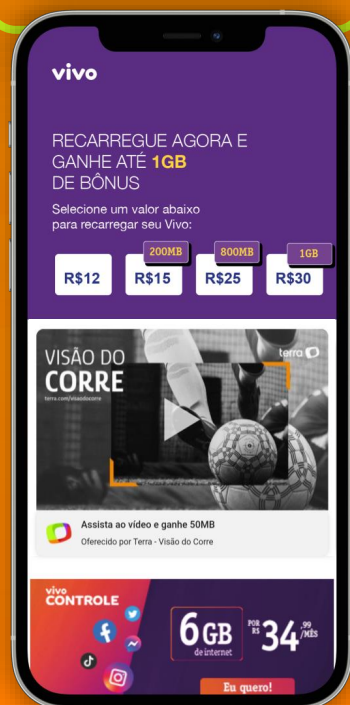 vivo
RECARREGUE AGORA E
GANHE ATÉ 1GB
DE BÔNUS
Selecione um valor abaixo
para recarregar seu Vivo:
200MB 800MB 1GB
R$12 R$15 R$25 R$30
VISÃO DO
CORRE
terra.com/visaodocorre
terra
Assista ao vídeo e ganhe 50MB
Oferecido por Terra - Visão do Corre
vivo
CONTROLE
6GB
de internet
POR
R$ 34,99
/MÊS
Eu quero!